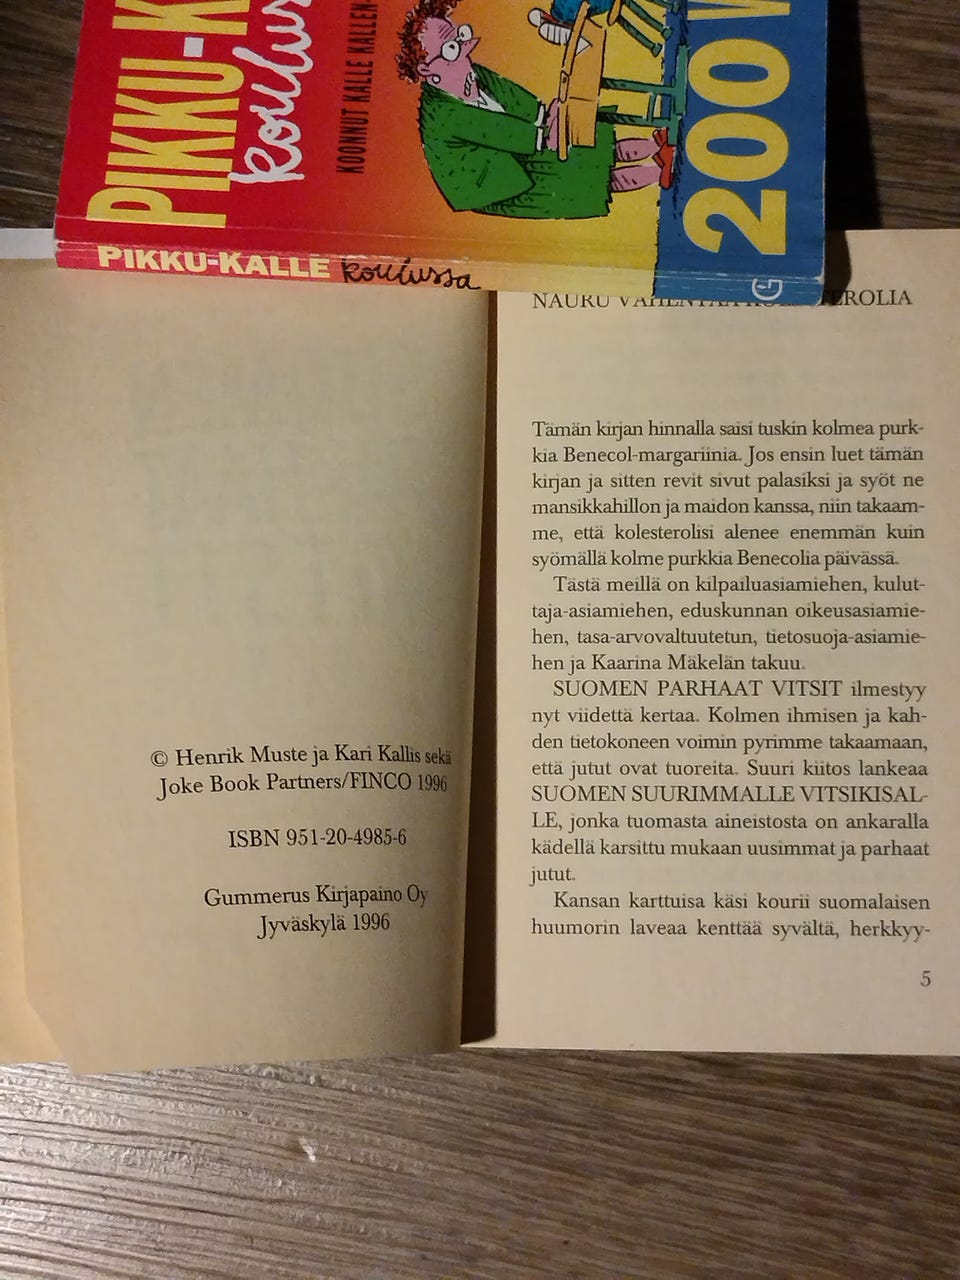 PIKKU-K
koulus
KOONNUT KALLE KALLEN-
200 V
PIKKU-KALLE koulussa
G
NAURU VÄHENTÄÄ KOLESTEROLIA
Tämän kirjan hinnalla saisi tuskin kolmea purk-
kia Benecol-margariinia. Jos ensin luet tämän
kirjan ja sitten revit sivut palasiksi ja syöt ne
mansikkahillon ja maidon kanssa, niin takaam-
me, että kolesterolisi alenee enemmän kuin
syömällä kolme purkkia Benecolia päivässä.
Tästä meillä on kilpailuasiamiehen, kulut-
taja-asiamiehen, eduskunnan oikeusasiamie-
hen, tasa-arvovaltuutetun, tietosuoja-asiamie-
hen ja Kaarina Mäkelän takuu.
SUOMEN PARHAAT VITSIT ilmestyy
nyt viidettä kertaa. Kolmen ihmisen ja kah-
den tietokoneen voimin pyrimme takaamaan,
että jutut ovat tuoreita. Suuri kiitos lankeaa
SUOMEN SUURIMMALLE VITSIKISAL-
LE, jonka tuomasta aineistosta on ankaralla
kädellä karsittu mukaan uusimmat ja parhaat
jutut.
Kansan karttuisa käsi kourii suomalaisen
huumorin laveaa kenttää syvältä, herkkyy-
5
© Henrik Muste ja Kari Kallis sekä
Joke Book Partners/FINCO 1996
ISBN 951-20-4985-6
Gummerus Kirjapaino Oy
Jyväskylä 1996